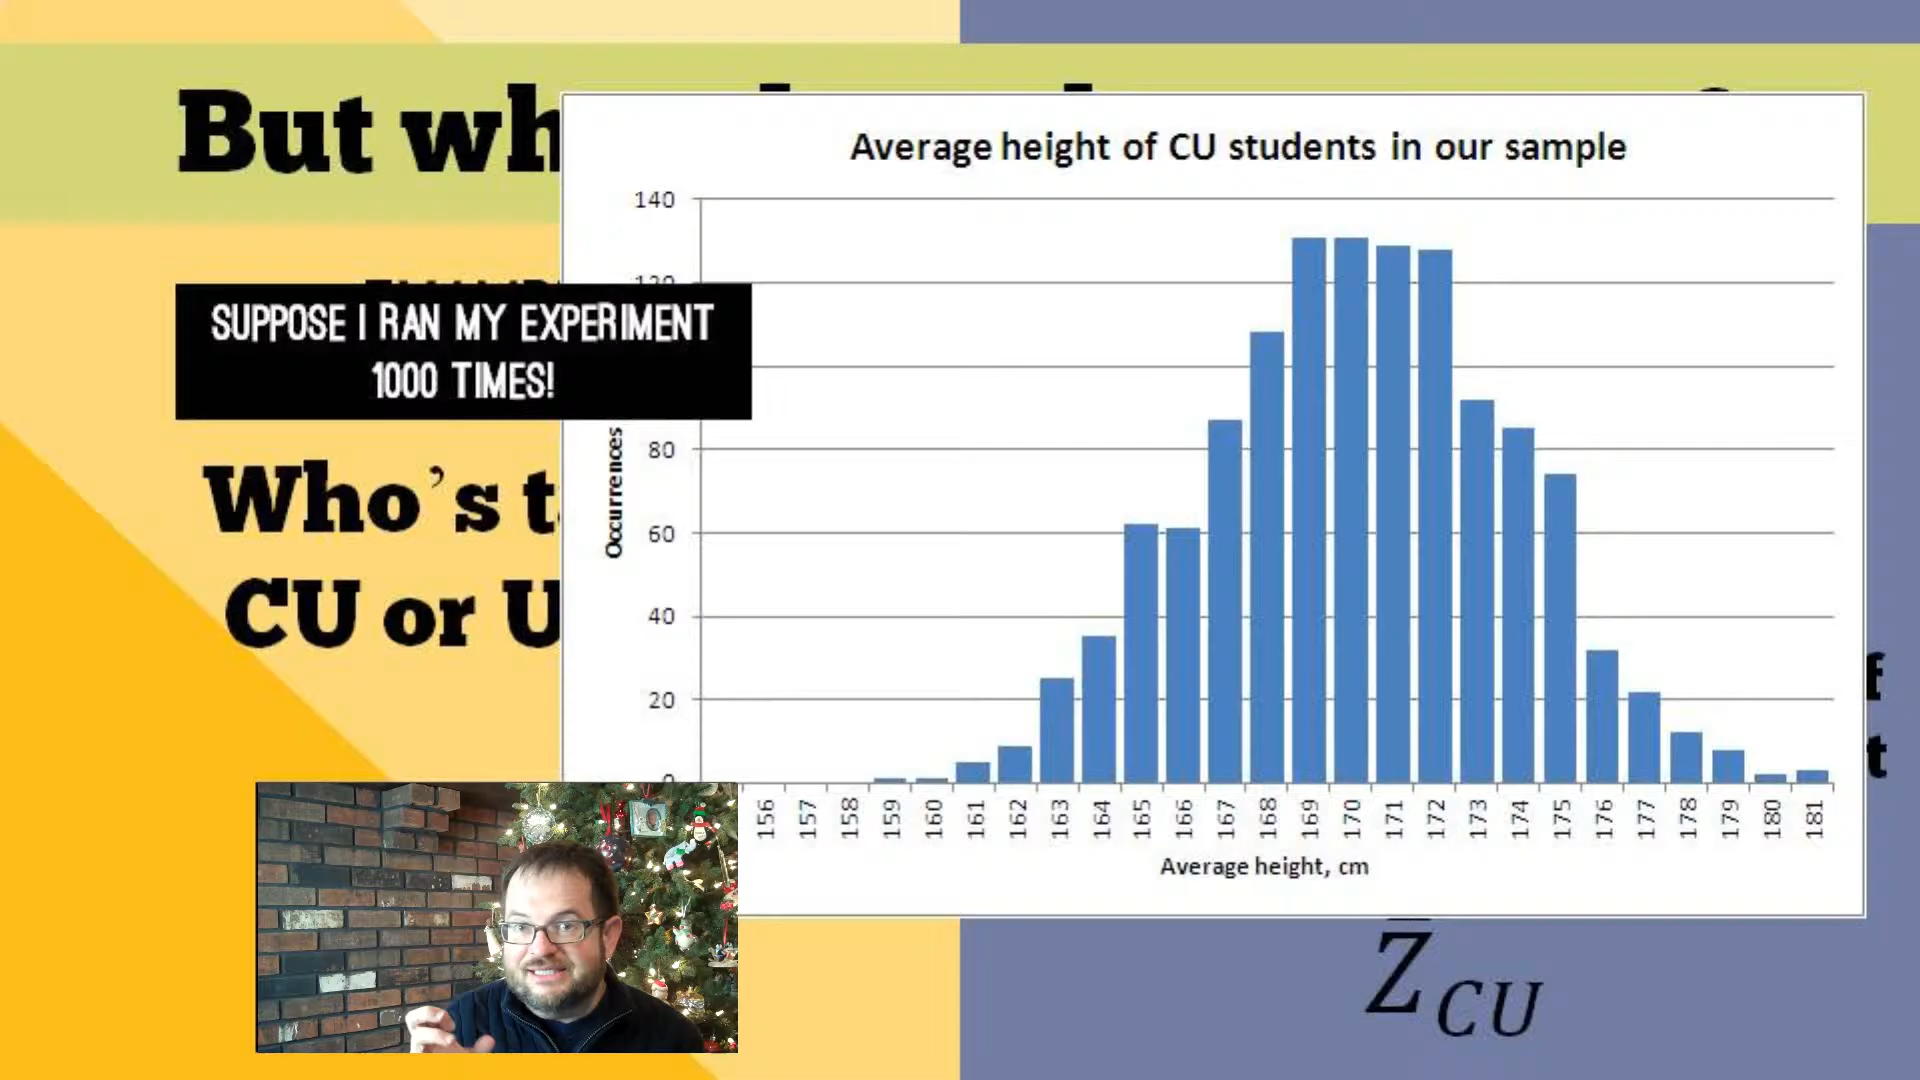 But wh
Average height of CU students in our sample
140
120
SUPPOSE I RAN MY EXPERIMENT
1000 TIMES!
80
60
40
20
0
Occurrences
Who's t
CU or U
f
t
156 157 158 159 160 161 162 163 164 165 166 167 168 169 170 171 172 173 174 175 176 177 178 179 180 181
Average height, cm
Z CU